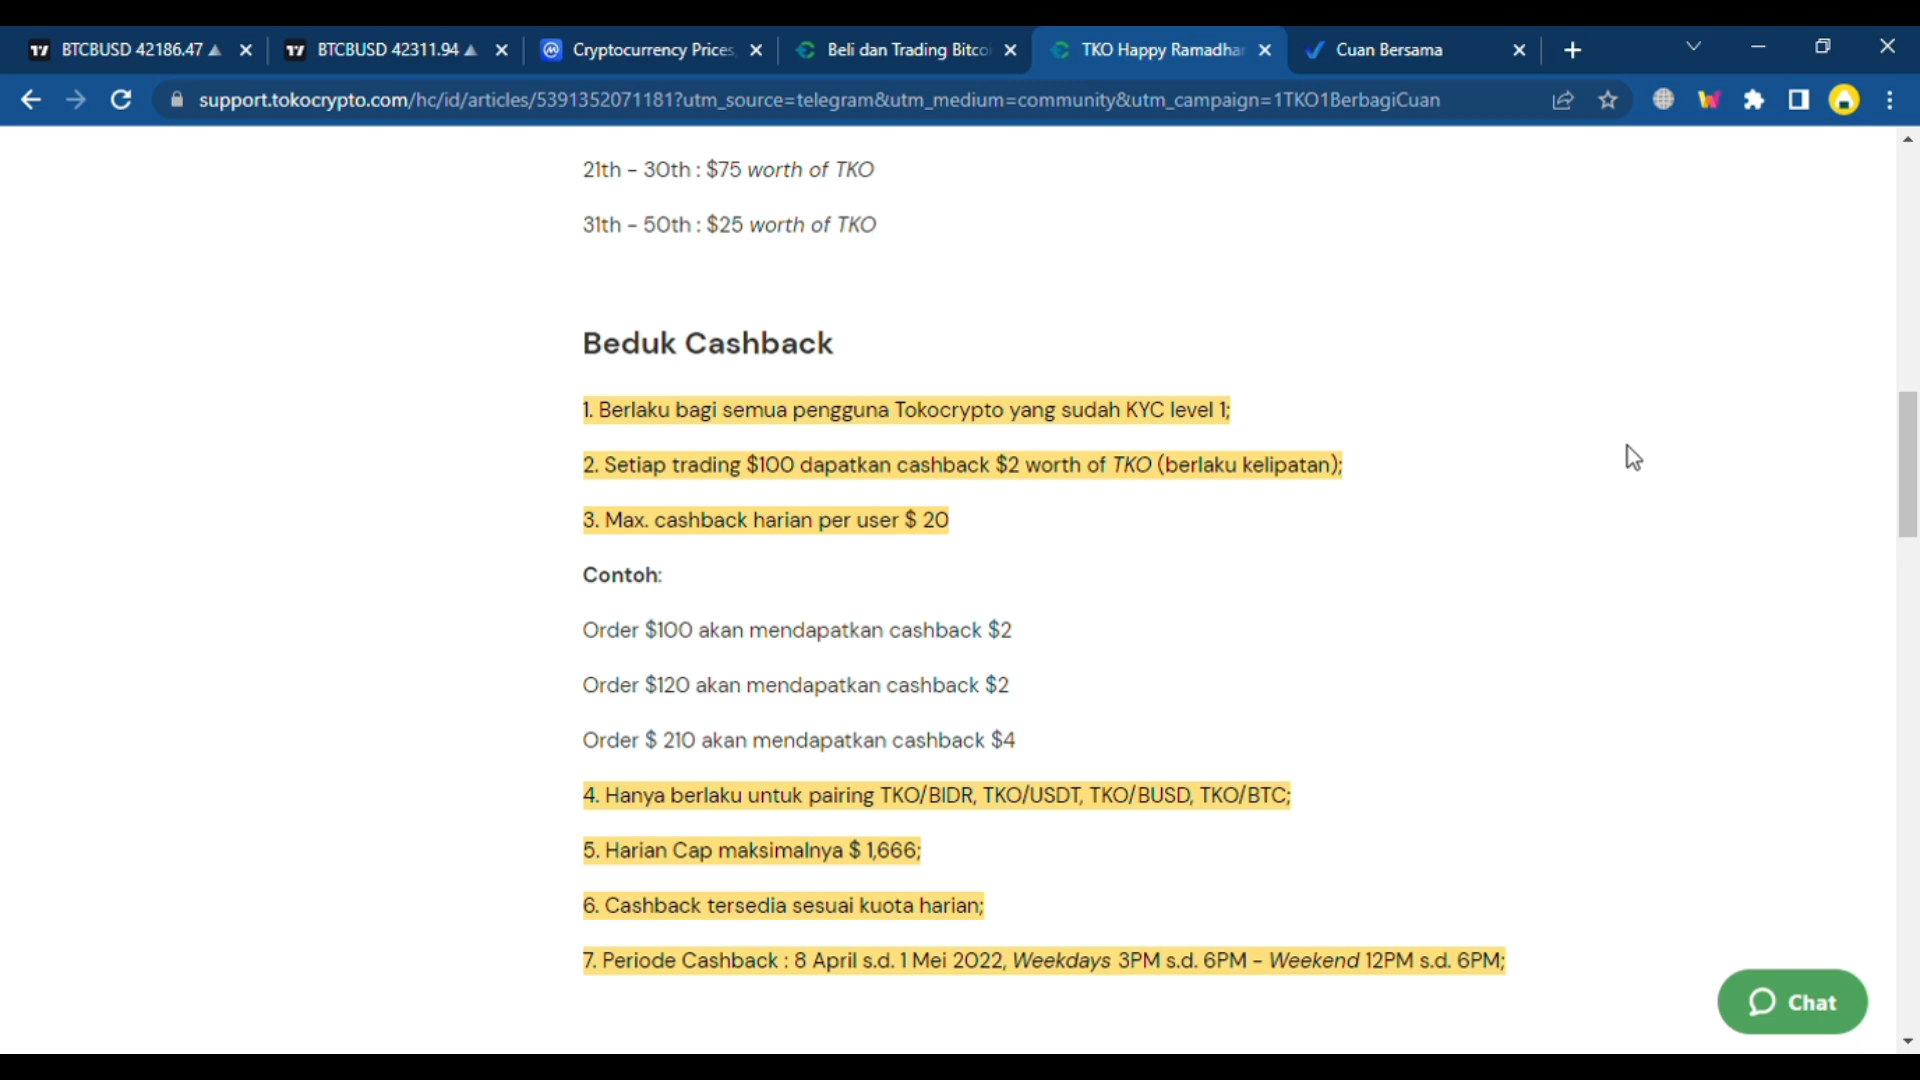 BTCBUSD 42186.47
BTCBUSD 42311.94
Cryptocurrency Prices,
Beli dan Trading Bitco
TKO Happy Ramadhan
Cuan Bersama
support.tokocrypto.com/hc/id/articles/5391352071181?utm_source=telegram&utm_medium=community&utm_campaign=1TKO1BerbagiCuan
21th - 30th : $75 worth of TKO
31th - 50th : $25 worth of TKO
Beduk Cashback
1. Berlaku bagi semua pengguna Tokocrypto yang sudah KYC level 1;
2. Setiap trading $100 dapatkan cashback $2 worth of TKO (berlaku kelipatan);
3. Max. cashback harian per user $ 20
Contoh:
Order $100 akan mendapatkan cashback $2
Order $120 akan mendapatkan cashback $2
Order $ 210 akan mendapatkan cashback $4
4. Hanya berlaku untuk pairing TKO/BIDR, TKO/USDT, TKO/BUSD, TKO/BTC;
5. Harian Cap maksimalnya $ 1,666;
6. Cashback tersedia sesuai kuota harian;
7. Periode Cashback : 8 April s.d. 1 Mei 2022, Weekdays 3PM s.d. 6PM - Weekend 12PM s.d. 6PM;
Chat